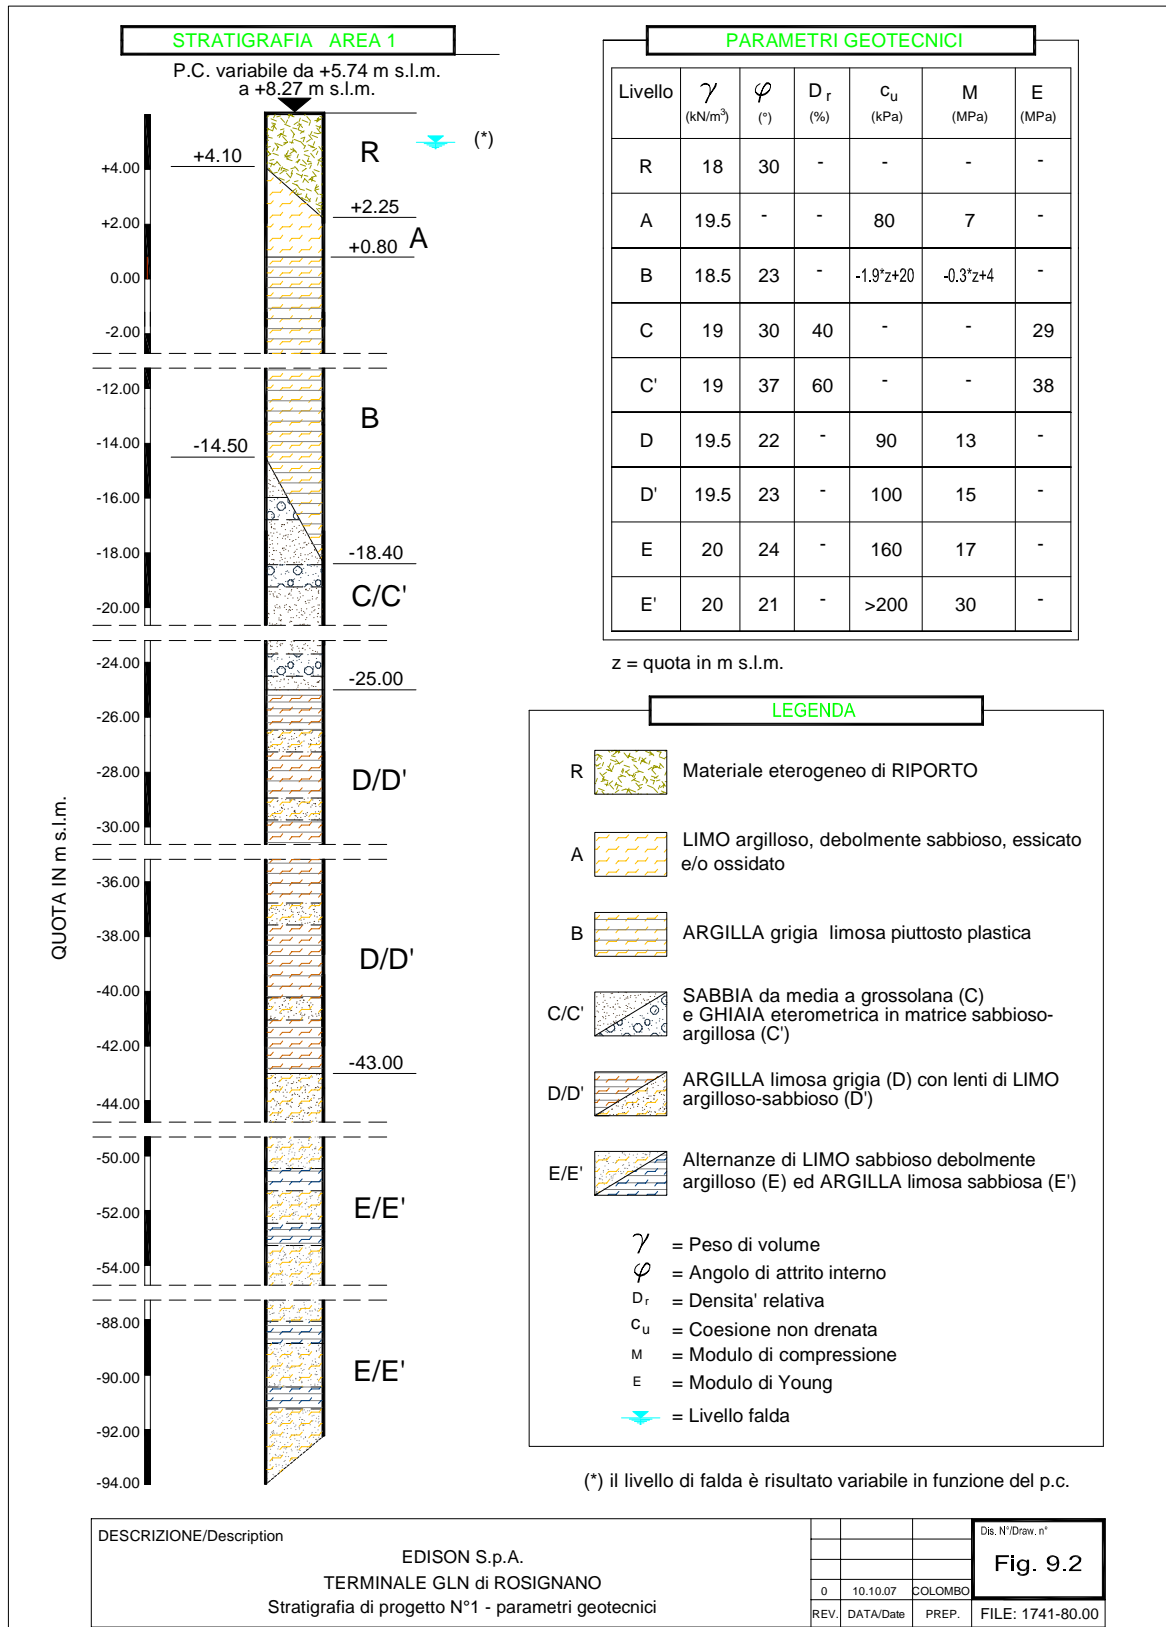 STRATIGRAFIA AREA 1
P.C. variabile da +5.74 m s.l.m.
a +8.27 m s.l.m.
QUOTA IN m s.l.m.
+4.00
+2.00
0.00
-2.00
-12.00
-14.00
-16.00
-18.00
-20.00
-24.00
-26.00
-28.00
-30.00
-36.00
-38.00
-40.00
-42.00
-44.00
-50.00
-52.00
-54.00
-88.00
-90.00
-92.00
-94.00
+4.10
-14.50
R
(*)
+2.25
A
+0.80
B
-18.40
C/C'
-25.00
D/D'
D/D'
-43.00
E/E'
E/E'
PARAMETRI GEOTECNICI
Livello γ φ Dr cu M E
(kN/m³) (°) (%) (kPa) (MPa) (MPa)
R 18 30 - - - -
A 19.5 - - 80 7 -
B 18.5 23 - -1.9*z+20 -0.3*z+4 -
C 19 30 40 - - 29
C' 19 37 60 - - 38
D 19.5 22 - 90 13 -
D' 19.5 23 - 100 15 -
E 20 24 - 160 17 -
E' 20 21 - >200 30 -
z = quota in m s.l.m.
LEGENDA
R Materiale eterogeneo di RIPORTO
A LIMO argilloso, debolmente sabbioso, essicato
e/o ossidato
B ARGILLA grigia limosa piuttosto plastica
C/C' SABBIA da media a grossolana (C)
e GHIAIA eterometrica in matrice sabbioso-
argillosa (C')
D/D' ARGILLA limosa grigia (D) con lenti di LIMO
argilloso-sabbioso (D')
E/E' Alternanze di LIMO sabbioso debolmente
argilloso (E) ed ARGILLA limosa sabbiosa (E')
γ = Peso di volume
φ = Angolo di attrito interno
Dr = Densita' relativa
cu = Coesione non drenata
M = Modulo di compressione
E = Modulo di Young
= Livello falda
(*) il livello di falda è risultato variabile in funzione del p.c.
DESCRIZIONE/Description
EDISON S.p.A.
TERMINALE GLN di ROSIGNANO
Stratigrafia di progetto N°1 - parametri geotecnici
0 10.10.07 COLOMBO
REV. DATA/Date PREP.
Dis. N°/Draw. n°
Fig. 9.2
FILE: 1741-80.00